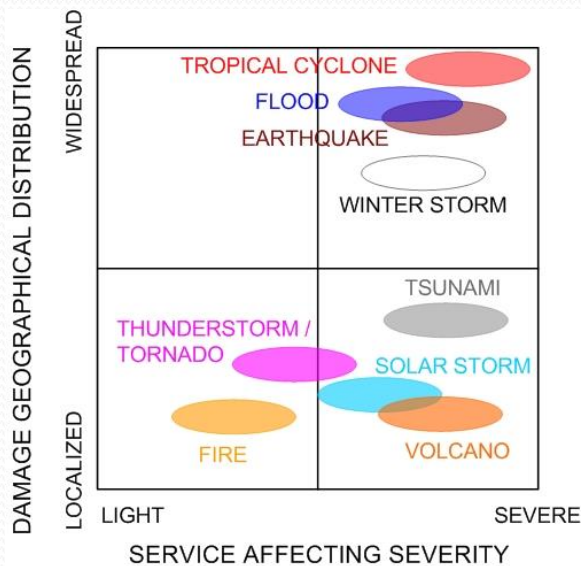 DAMAGE GEOGRAPHICAL DISTRIBUTION
WIDESPREAD
LOCALIZED
TROPICAL CYCLONE
FLOOD
EARTHQUAKE
WINTER STORM
TSUNAMI
THUNDERSTORM /
TORNADO
SOLAR STORM
FIRE
VOLCANO
LIGHT
SEVERE
SERVICE AFFECTING SEVERITY